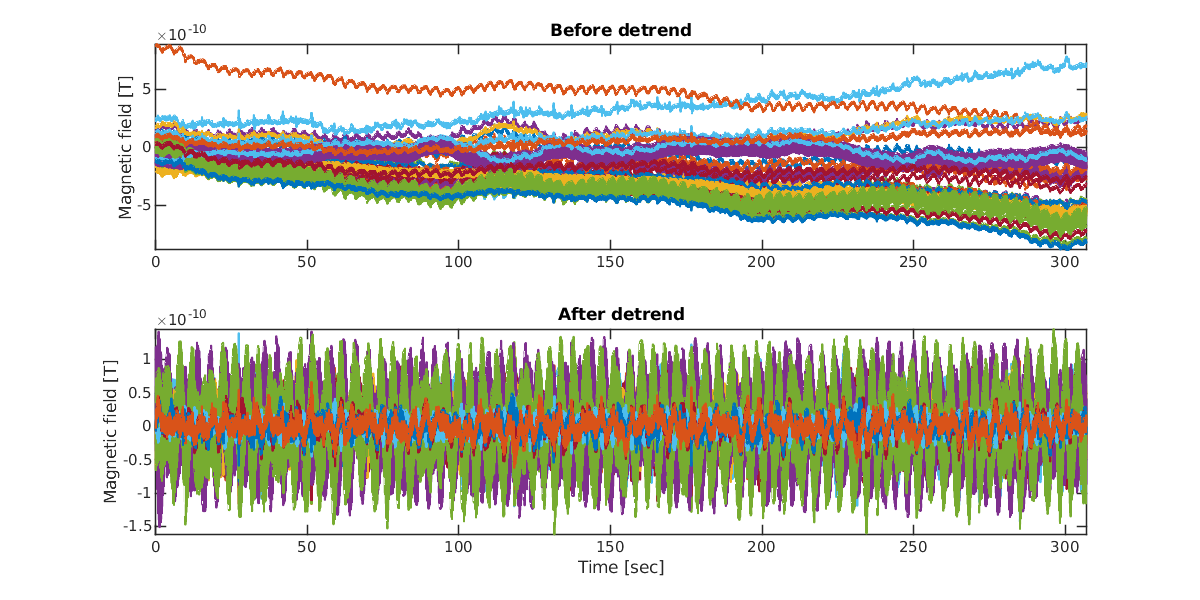 Before detrend
×10^-10
Magnetic field [T]
5
0
-5
0 50 100 150 200 250 300
After detrend
×10^-10
Magnetic field [T]
1
0.5
0
-0.5
-1
-1.5
0 50 100 150 200 250 300
Time [sec]